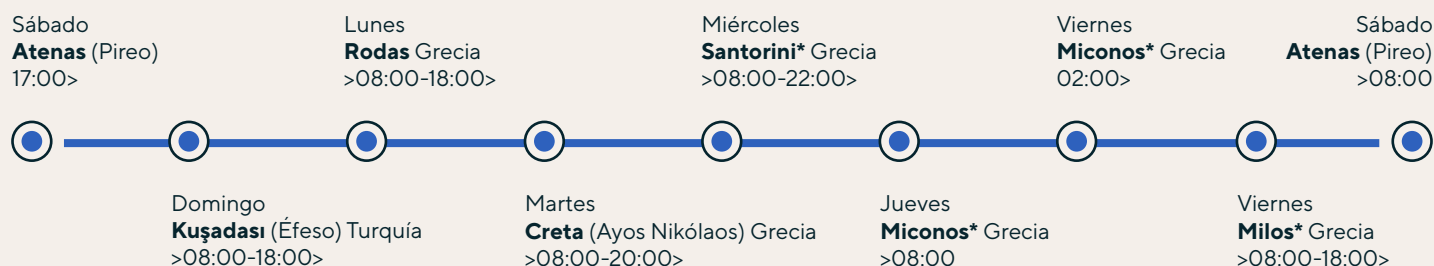 Sábado
Atenas (Pireo)
17:00>
Domingo
Kuşadası (Éfeso) Turquía
>08:00-18:00>
Lunes
Rodas Grecia
>08:00-18:00>
Martes
Creta (Ayos Nikólaos) Grecia
>08:00-20:00>
Miércoles
Santorini* Grecia
>08:00-22:00>
Jueves
Miconos* Grecia
>08:00
Viernes
Miconos* Grecia
02:00>
Viernes
Milos* Grecia
>08:00-18:00>
Sábado
Atenas (Pireo)
>08:00